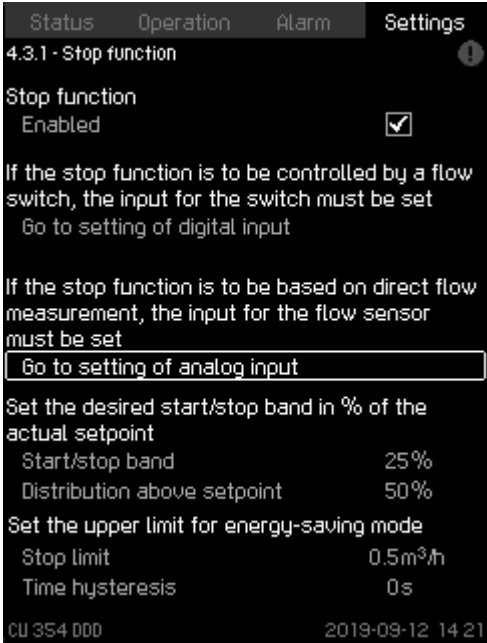 Status Operation Alarm Settings
4.3.1 - Stop function
Stop function
Enabled
If the stop function is to be controlled by a flow
switch, the input for the switch must be set
Go to setting of digital input
If the stop function is to be based on direct flow
measurement, the input for the flow sensor
must be set
Go to setting of analog input
Set the desired start/stop band in % of the
actual setpoint
Start/stop band 25%
Distribution above setpoint 50%
Set the upper limit for energy-saving mode
Stop limit 0.5m³/h
Time hysteresis 0s
CU 354 DDD 2019-09-12 14:21